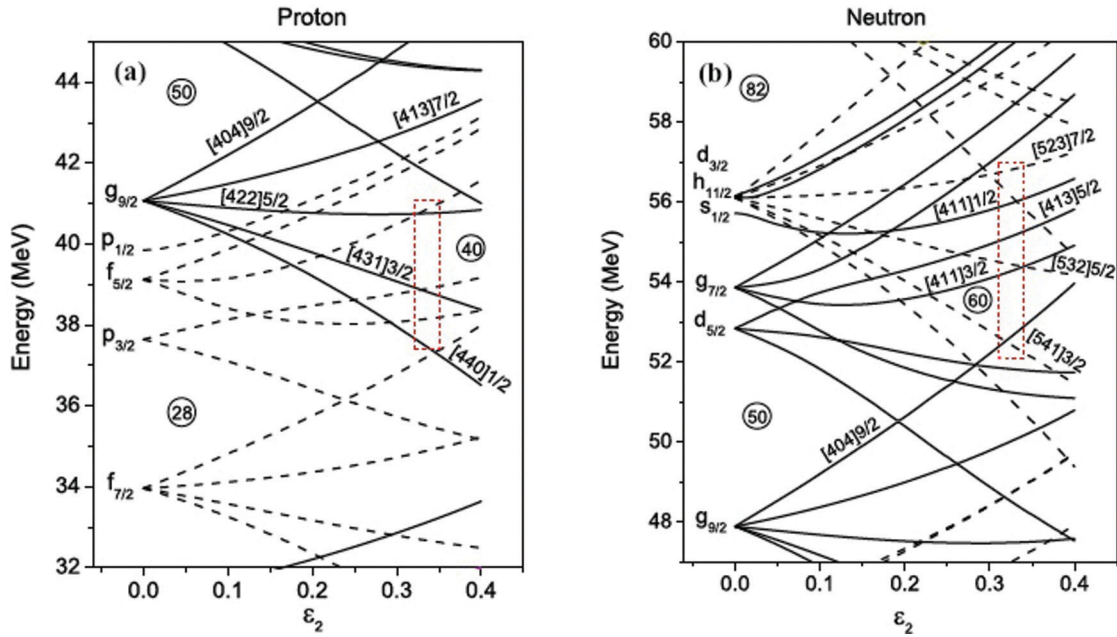 Proton
(a)
50
[404]9/2
[413]7/2
[422]5/2
[431]3/2
[440]1/2
40
28
g9/2
p1/2
f5/2
p3/2
f7/2
44
42
40
38
36
34
32
Energy (MeV)
0.0 0.1 0.2 0.3 0.4
ε2
Neutron
(b)
82
[523]7/2
[411]1/2
[413]5/2
[411]3/2
[532]5/2
60
[541]3/2
50
[404]9/2
d3/2
h11/2
s1/2
g7/2
d5/2
g9/2
60
58
56
54
52
50
48
Energy (MeV)
0.0 0.1 0.2 0.3 0.4
ε2